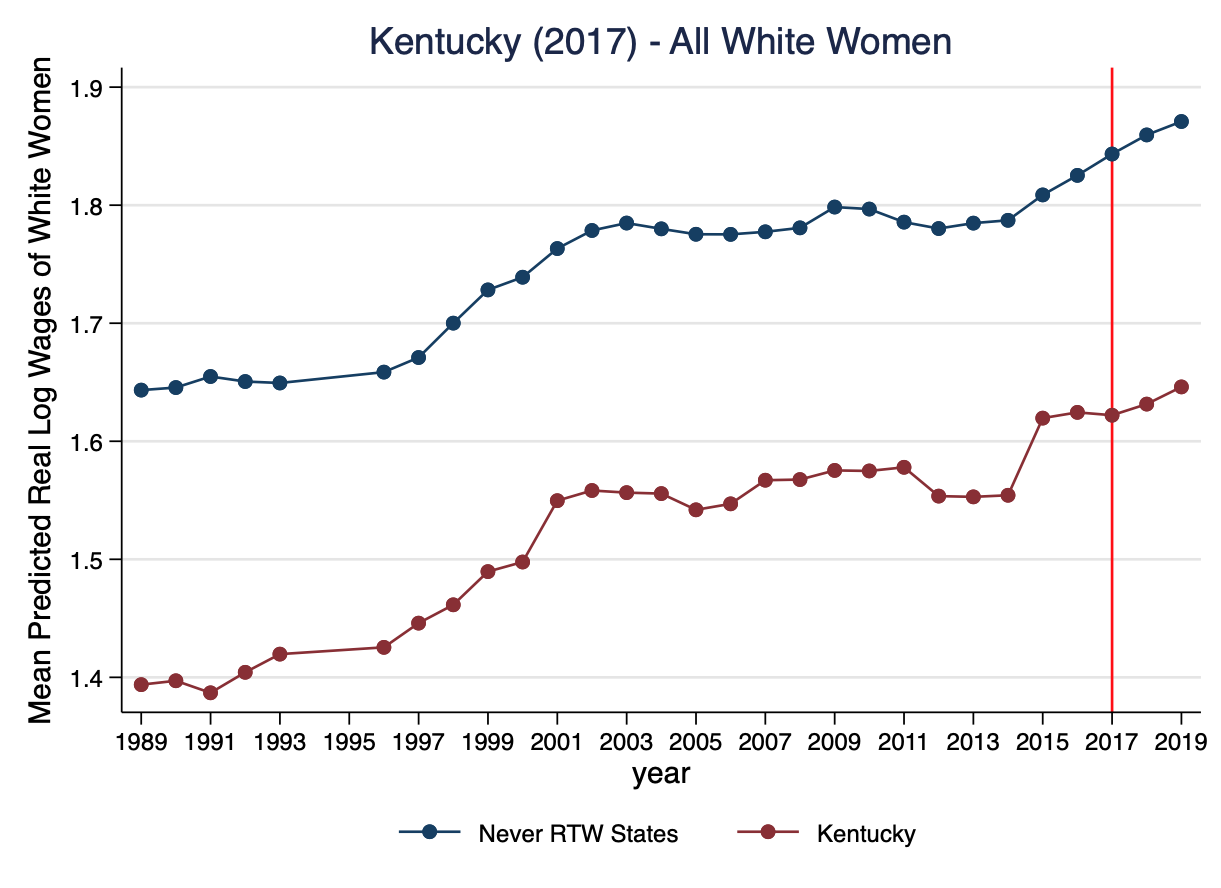 Kentucky (2017) - All White Women
Mean Predicted Real Log Wages of White Women
1.9
1.8
1.7
1.6
1.5
1.4
1989 1991 1993 1995 1997 1999 2001 2003 2005 2007 2009 2011 2013 2015 2017 2019
year
Never RTW States Kentucky